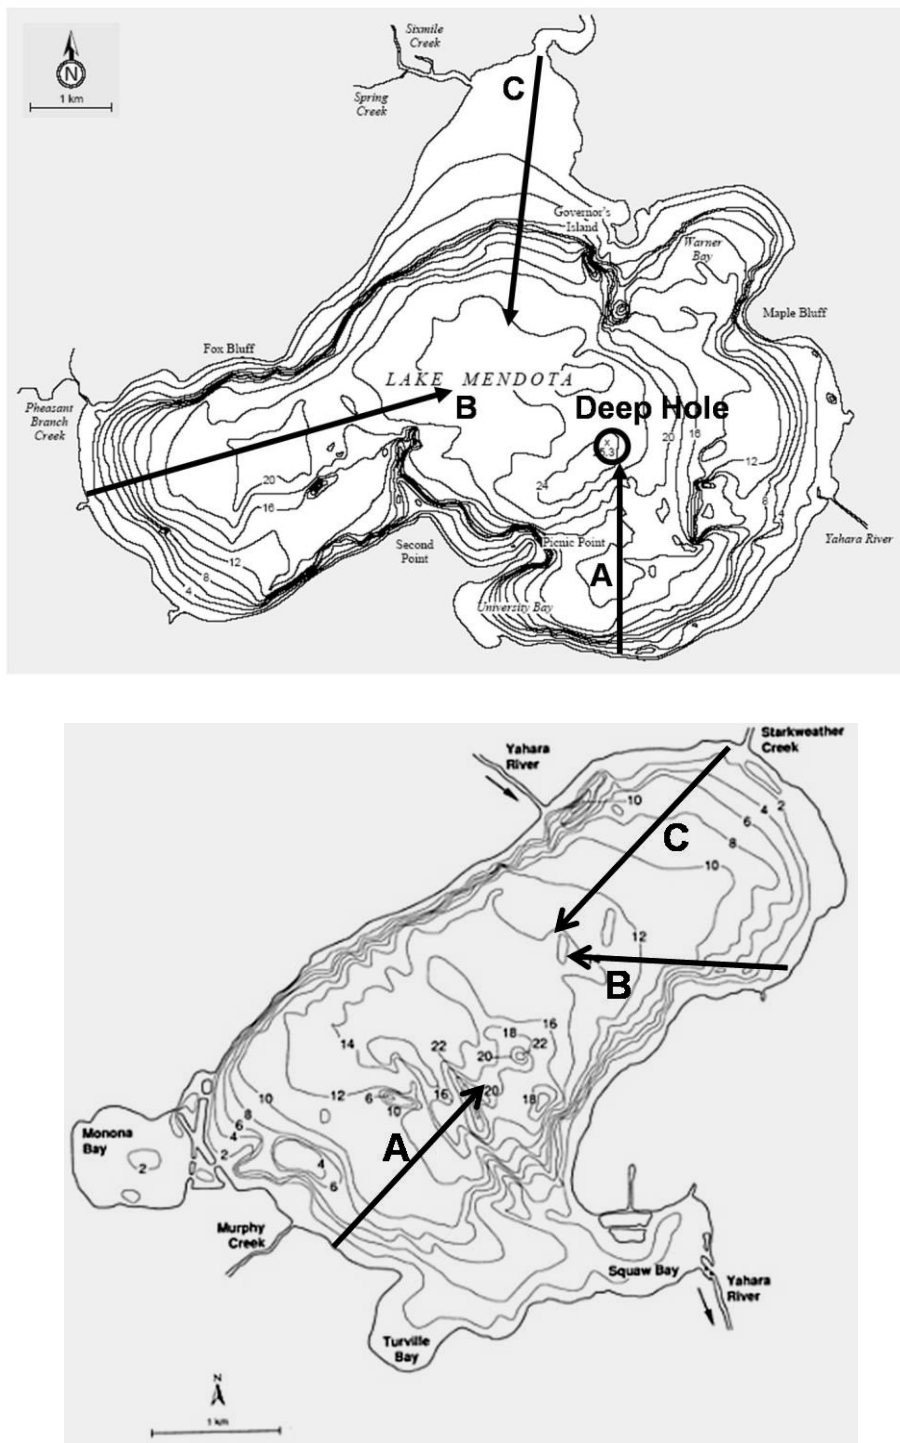 Sixmile
Creek
N
1 km
C
Spring
Creek
Governor's
Island
Warner
Bay
Maple Bluff
Fox Bluff
LAKE MENDOTA
B
Pheasant
Branch
Creek
Deep Hole
20
16
x
12
20
24
16
8
4
Yahara River
Second
Point
Picnic Point
12
8
4
A
University Bay
Starkweather
Creek
Yahara
River
10
2
4
6
8
C
10
12
B
16
18
14
22
20
22
12
6
16
20
18
10
10
8
6
4
2
A
Monona
Bay
2
4
6
Murphy
Creek
Squaw Bay
Yahara
River
Turville
Bay
N
1 km